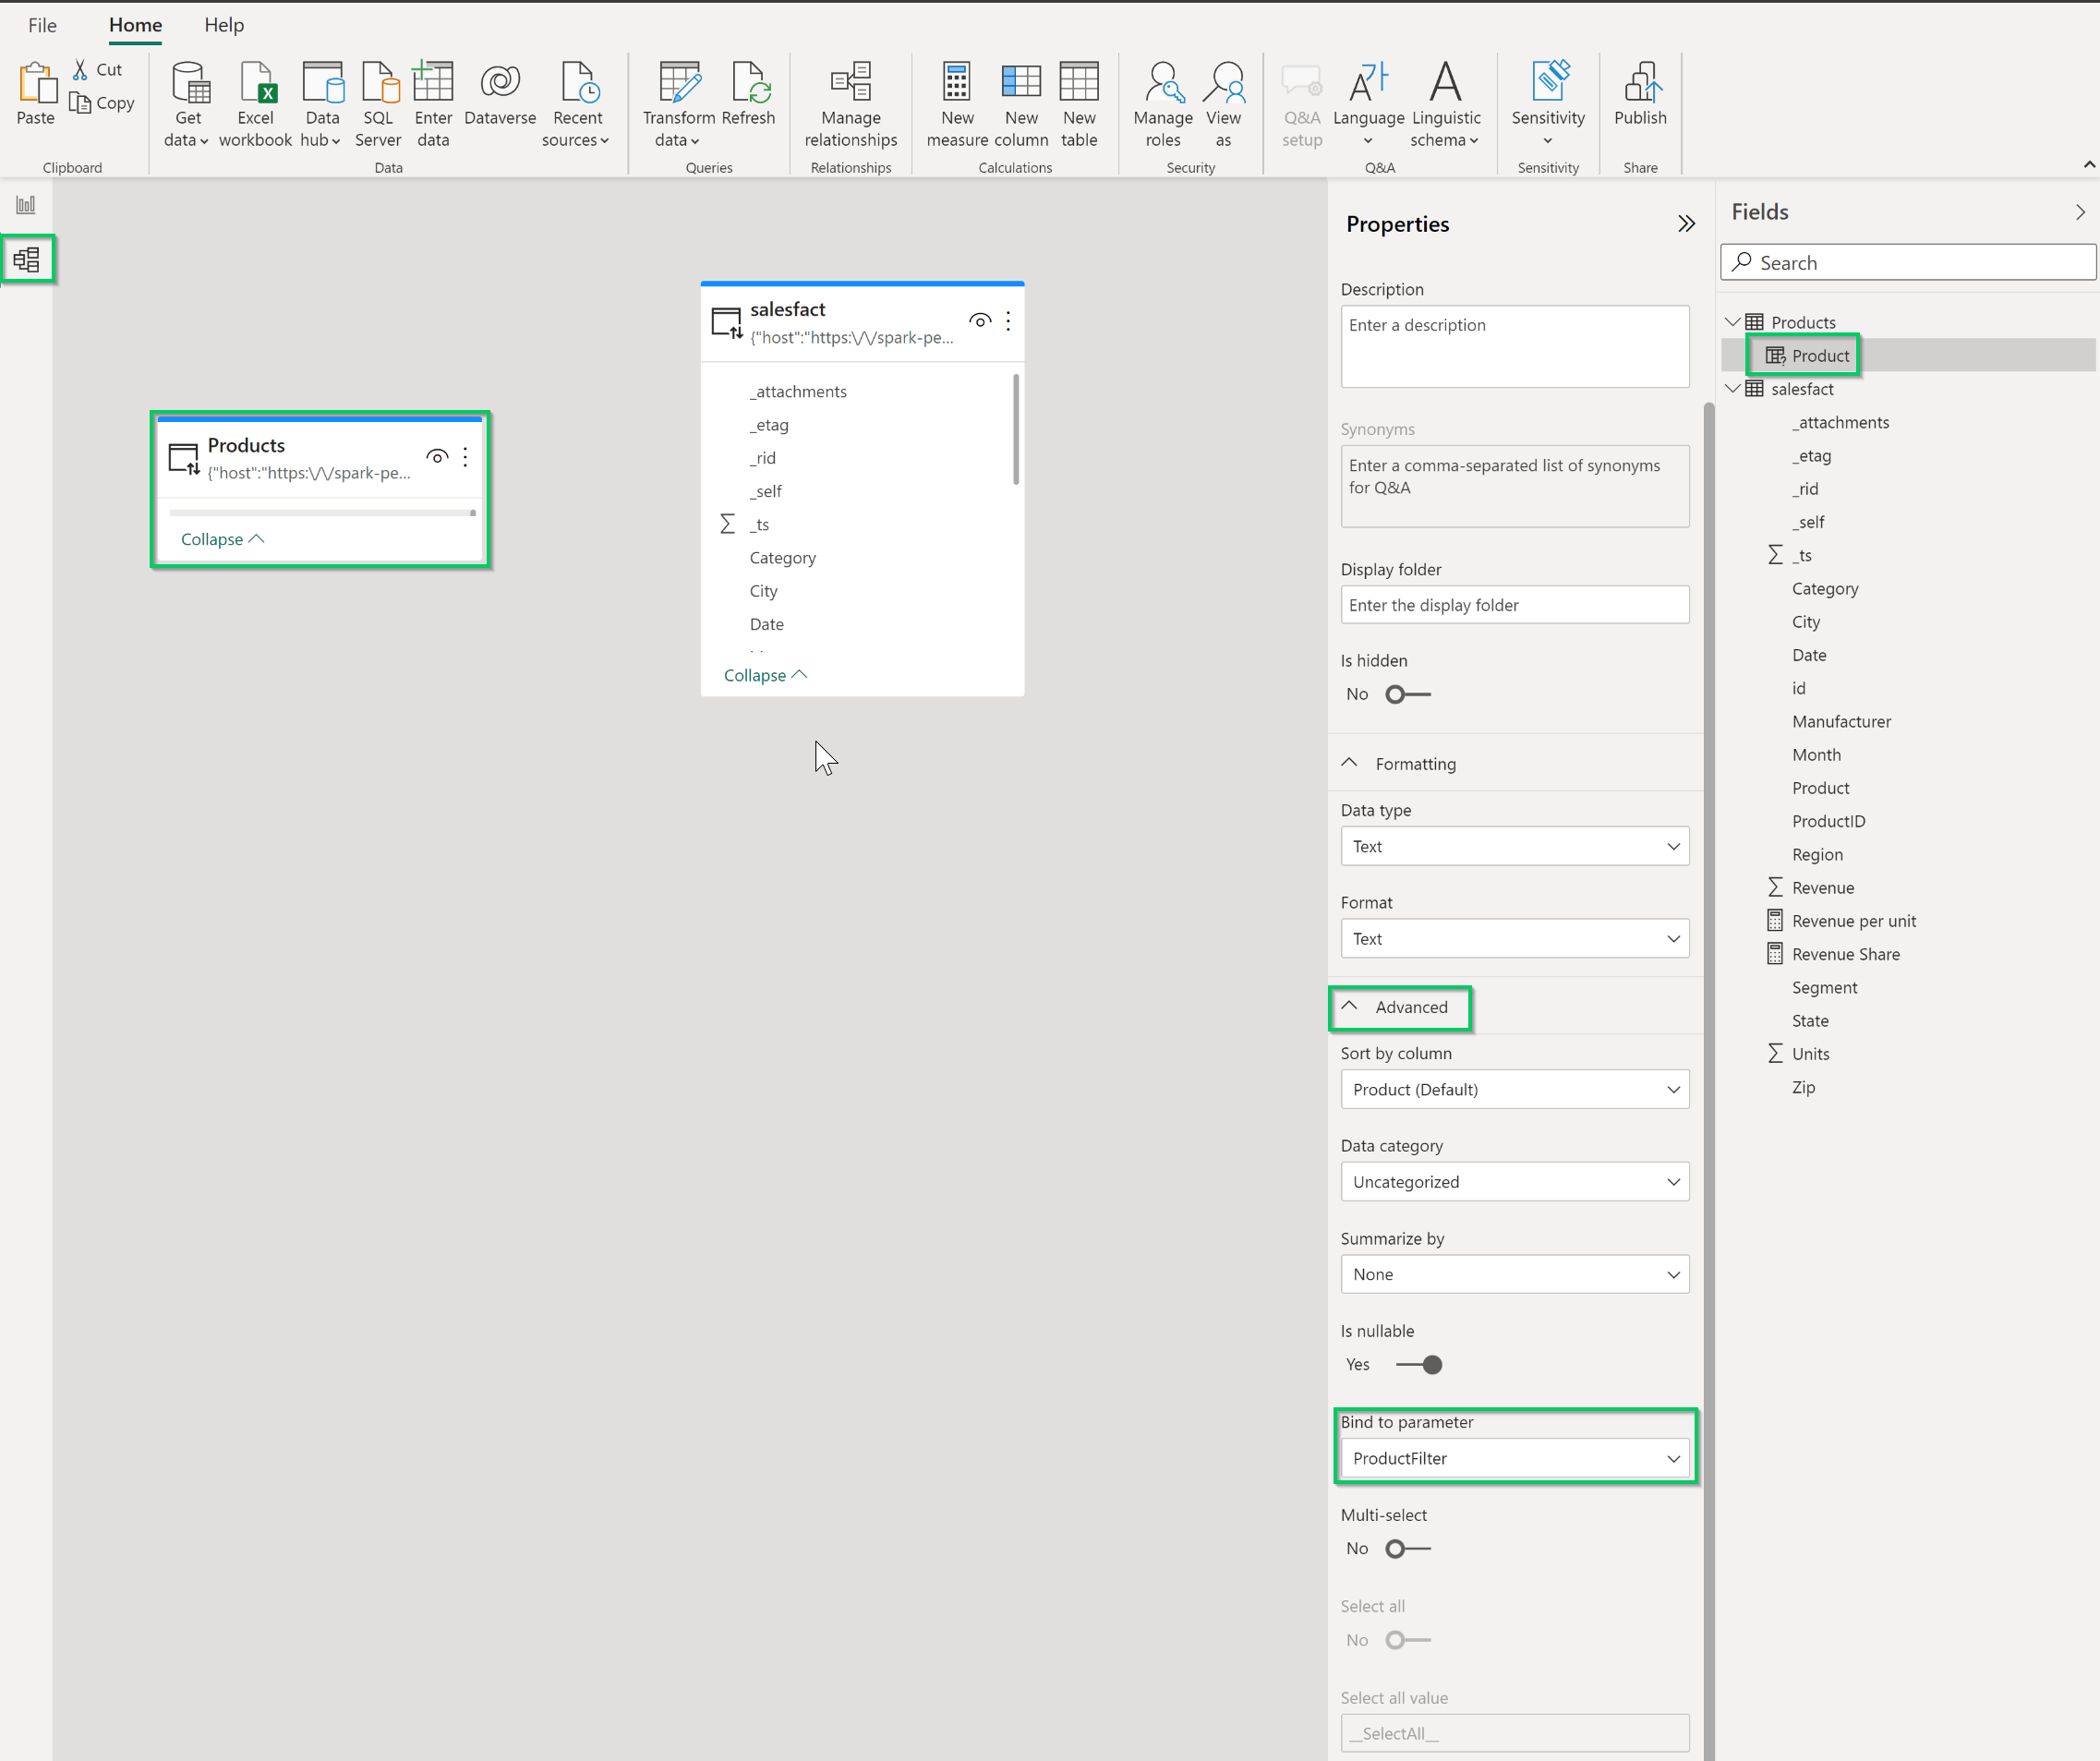 File
Home
Help
Paste
Cut
Copy
Clipboard
Get
data
Excel
workbook
Data
hub
SQL
Server
Enter
data
Dataverse
Recent
sources
Data
Transform
data
Refresh
Queries
Manage
relationships
Relationships
New
measure
New
column
New
table
Calculations
Manage
roles
View
as
Security
Q&A
setup
Language
Linguistic
schema
Q&A
Sensitivity
Sensitivity
Publish
Share
Products
{"host":"https:\/\/spark-pe...
Collapse
salesfact
{"host":"https:\/\/spark-pe...
_attachments
_etag
_rid
_self
_ts
Category
City
Date
Collapse
Properties
Description
Enter a description
Synonyms
Enter a comma-separated list of synonyms
for Q&A
Display folder
Enter the display folder
Is hidden
No
Formatting
Data type
Text
Format
Text
Advanced
Sort by column
Product (Default)
Data category
Uncategorized
Summarize by
None
Is nullable
Yes
Bind to parameter
ProductFilter
Multi-select
No
Select all
No
Select all value
__SelectAll__
Fields
Search
Products
Product
salesfact
_attachments
_etag
_rid
_self
_ts
Category
City
Date
id
Manufacturer
Month
Product
ProductID
Region
Revenue
Revenue per unit
Revenue Share
Segment
State
Units
Zip